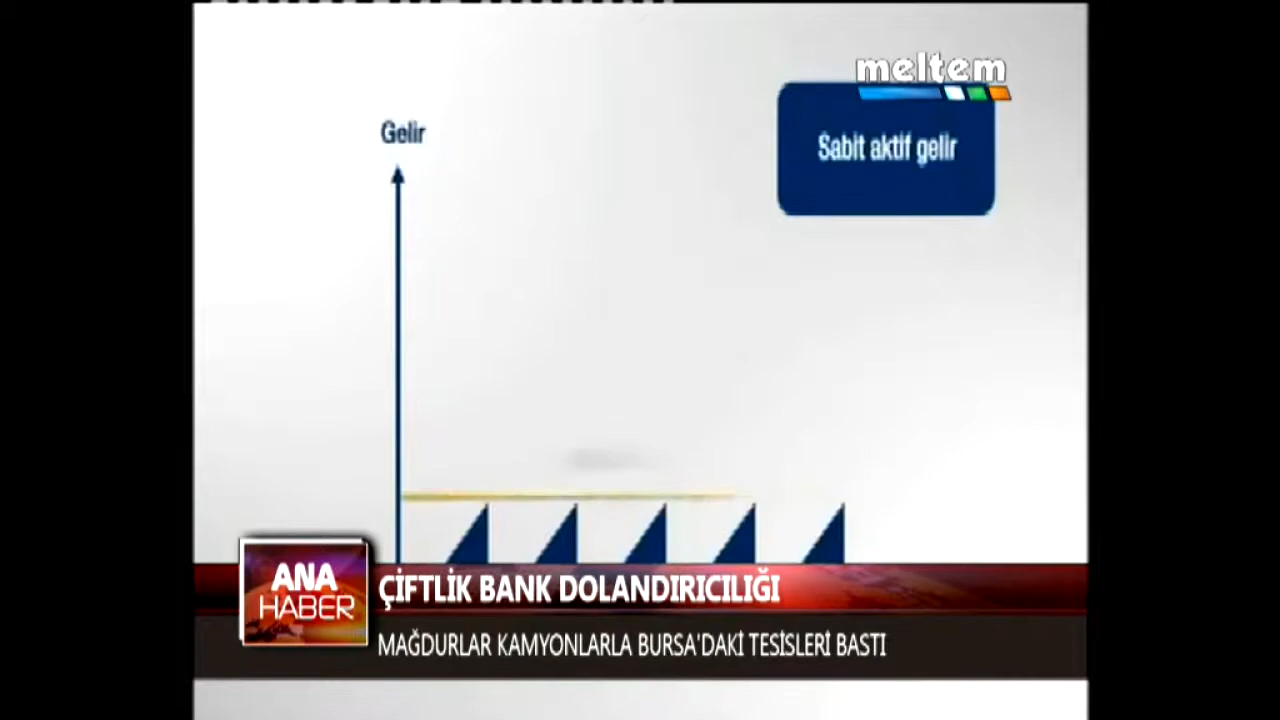 meltem
Gelir
Sabit aktif gelir
ANA
HABER
ÇİFTLİK BANK DOLANDIRICILIĞI
MAĞDURLAR KAMYONLARLA BURSA'DAKİ TESİSLERİ BASTI